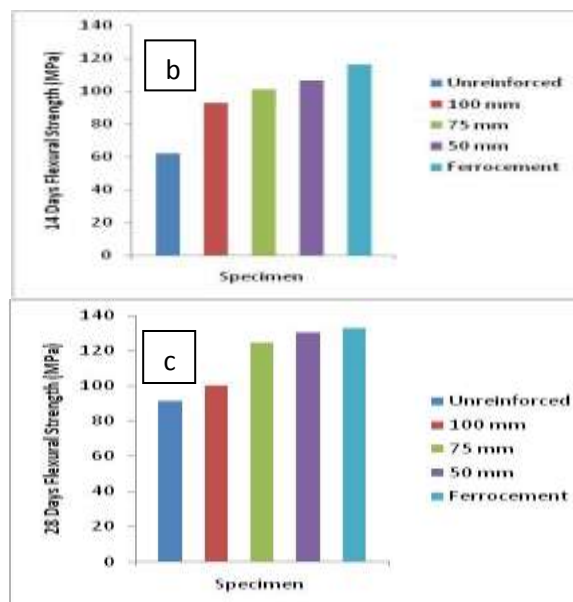 14 Days Flexural Strength (MPa)
140
120
100
80
60
40
20
0
b
Specimen
Unreinforced
100 mm
75 mm
50 mm
Ferrocement
28 Days Flexural Strength (MPa)
140
120
100
80
60
40
20
0
c
Specimen
Unreinforced
100 mm
75 mm
50 mm
Ferrocement